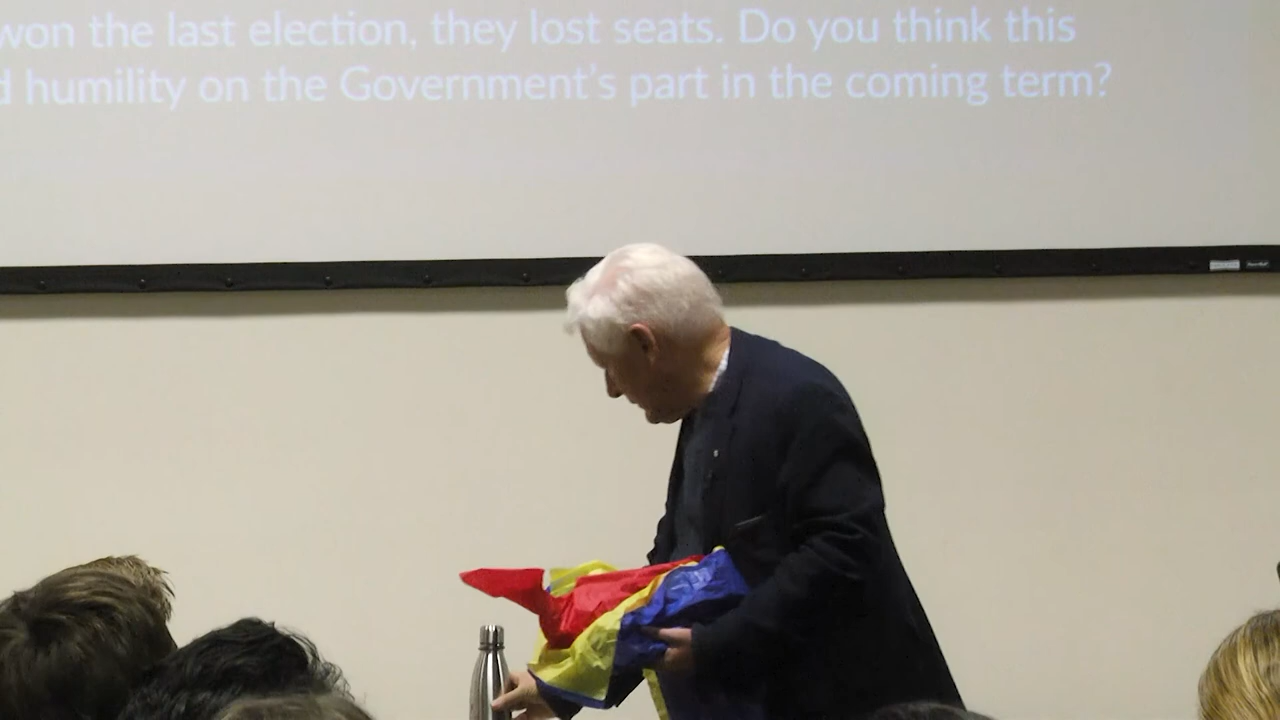 won the last election, they lost seats. Do you think this
humility on the Government's part in the coming term?